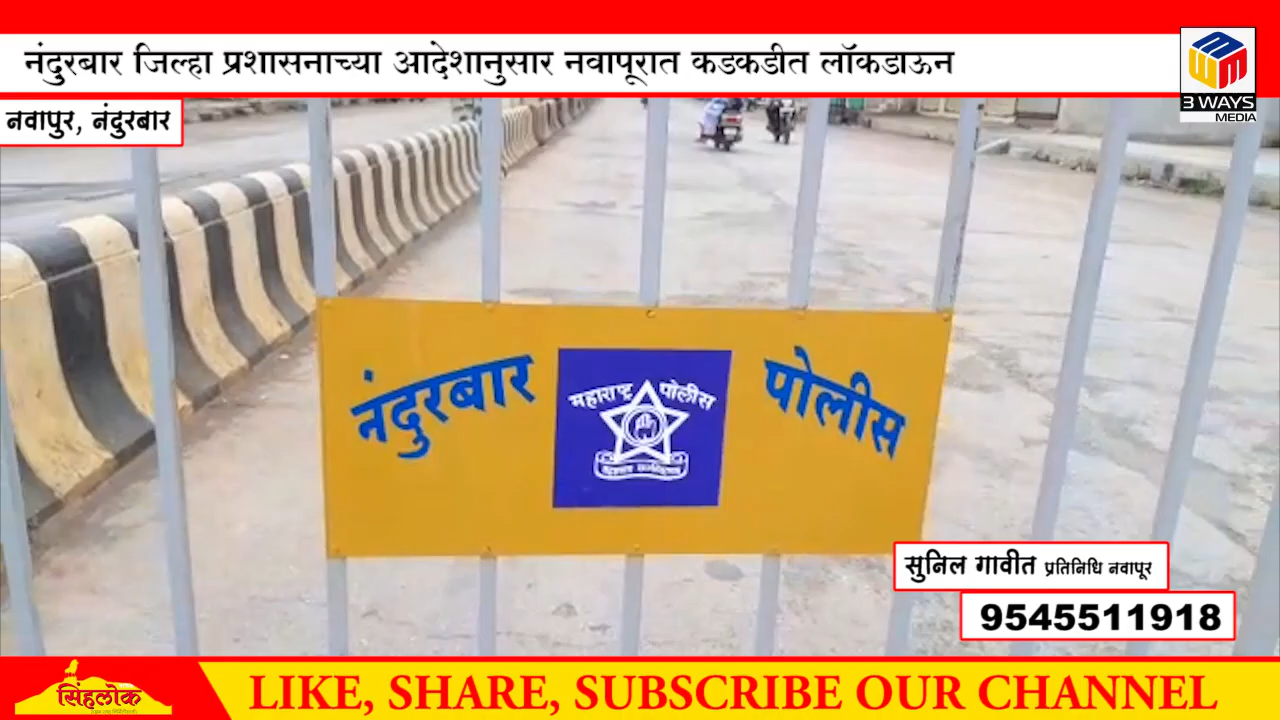 नंदुरबार जिल्हा प्रशासनाच्या आदेशानुसार नवापूरात कडकडीत लॉकडाऊन
3 WAYS
MEDIA
नवापुर, नंदुरबार
नंदुरबार
महाराष्ट्र पोलीस
पोलीस
सुनिल गावीत प्रतिनिधि नवापूर
9545511918
सिंहलोक
LIKE, SHARE, SUBSCRIBE OUR CHANNEL